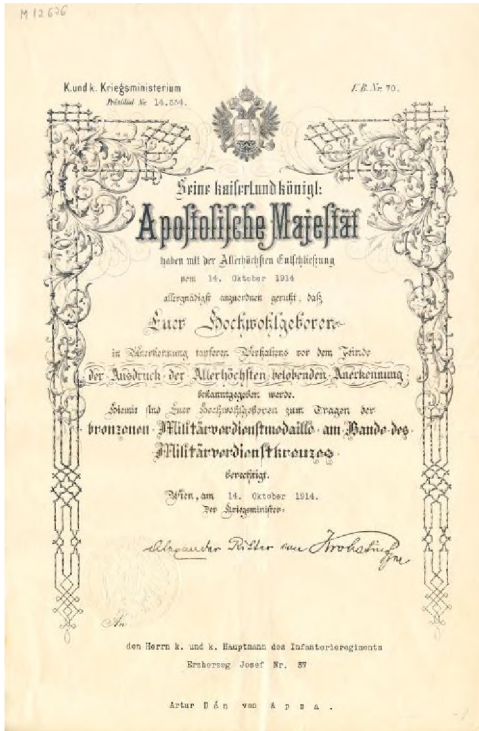 M 12626
K. und k. Kriegsministerium
Präsidial Nr. 14.554.
I. B. Nr. 70.
Seine kaiserl. und königl:
Apostolische Majestät
haben mit der Allerhöchsten Entschließung
vom 14. Oktober 1914
allergnädigst anzuordnen geruht, daß
Euer Hochwohlgeboren
in Anerkennung tapferen Verhaltens vor dem Feinde
der Ausdruck der Allerhöchsten belobenden Anerkennung
bekanntgegeben werde.
Hiemit sind Euer Hochwohlgeboren zum Tragen der
bronzenen Militärverdienstmedaille am Bande des
Militärverdienstkreuzes
berechtigt.
Wien, am 14. Oktober 1914.
Der Kriegsminister:
Alexander Ritter von
An
den Herrn k. und k. Hauptmann des Infanterieregiments
Erzherzog Josef Nr. 37
Artur Dán von Apsa.